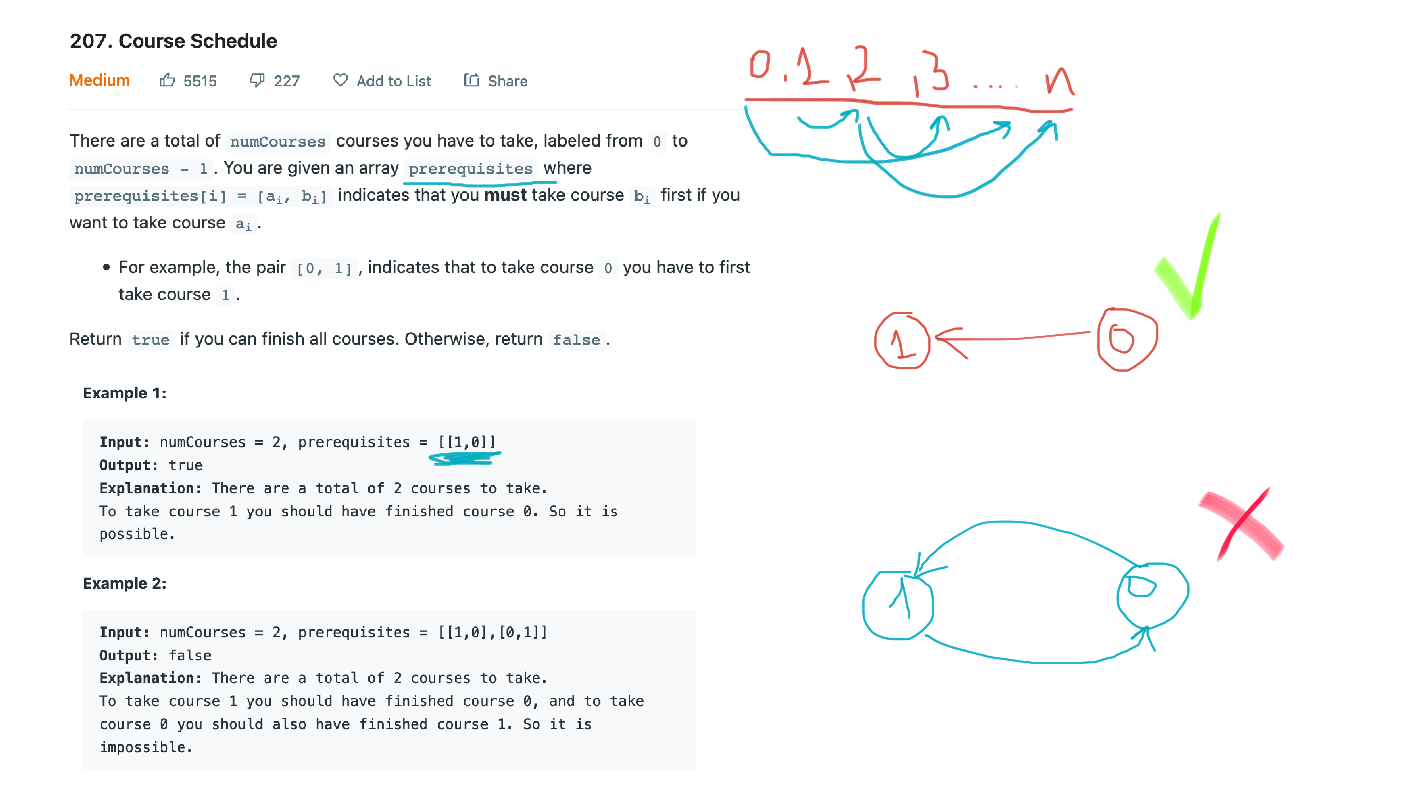 207. Course Schedule
Medium 5515 227 Add to List Share
There are a total of numCourses courses you have to take, labeled from 0 to
numCourses - 1. You are given an array prerequisites where
prerequisites[i] = [ai, bi] indicates that you must take course bi first if you
want to take course ai.
• For example, the pair [0, 1], indicates that to take course 0 you have to first
take course 1.
Return true if you can finish all courses. Otherwise, return false.
Example 1:
Input: numCourses = 2, prerequisites = [[1,0]]
Output: true
Explanation: There are a total of 2 courses to take.
To take course 1 you should have finished course 0. So it is
possible.
Example 2:
Input: numCourses = 2, prerequisites = [[1,0],[0,1]]
Output: false
Explanation: There are a total of 2 courses to take.
To take course 1 you should have finished course 0, and to take
course 0 you should also have finished course 1. So it is
impossible.
0,1,2,3....n
1 0
1 0